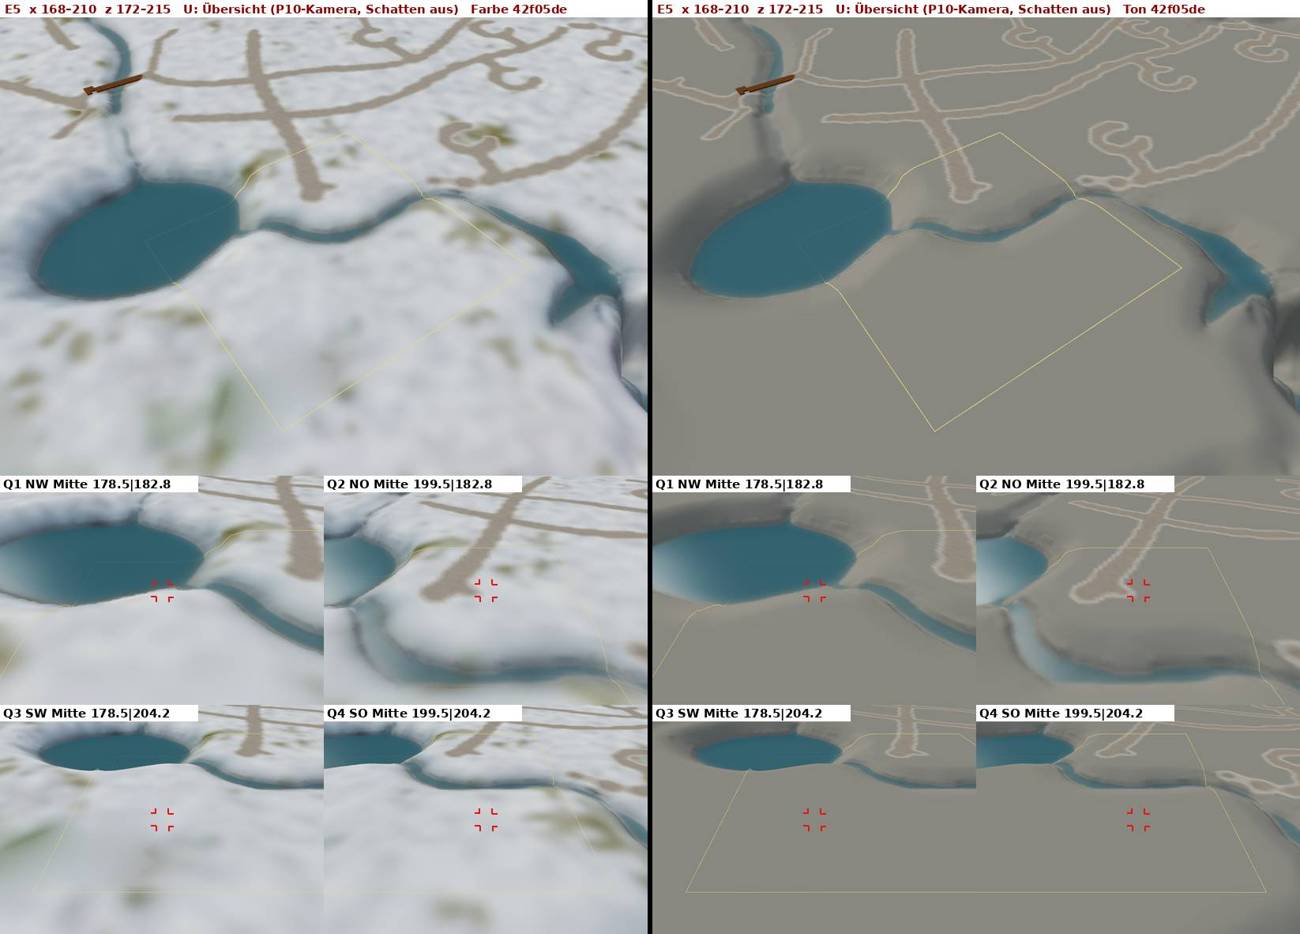 E5 x 168–210 z 172–215 U: Übersicht (P10-Kamera, Schatten aus) Farbe 42f05de
E5 x 168–210 z 172–215 U: Übersicht (P10-Kamera, Schatten aus) Ton 42f05de
Q1 NW Mitte 178.5|182.8
Q2 NO Mitte 199.5|182.8
Q1 NW Mitte 178.5|182.8
Q2 NO Mitte 199.5|182.8
Q3 SW Mitte 178.5|204.2
Q4 SO Mitte 199.5|204.2
Q3 SW Mitte 178.5|204.2
Q4 SO Mitte 199.5|204.2